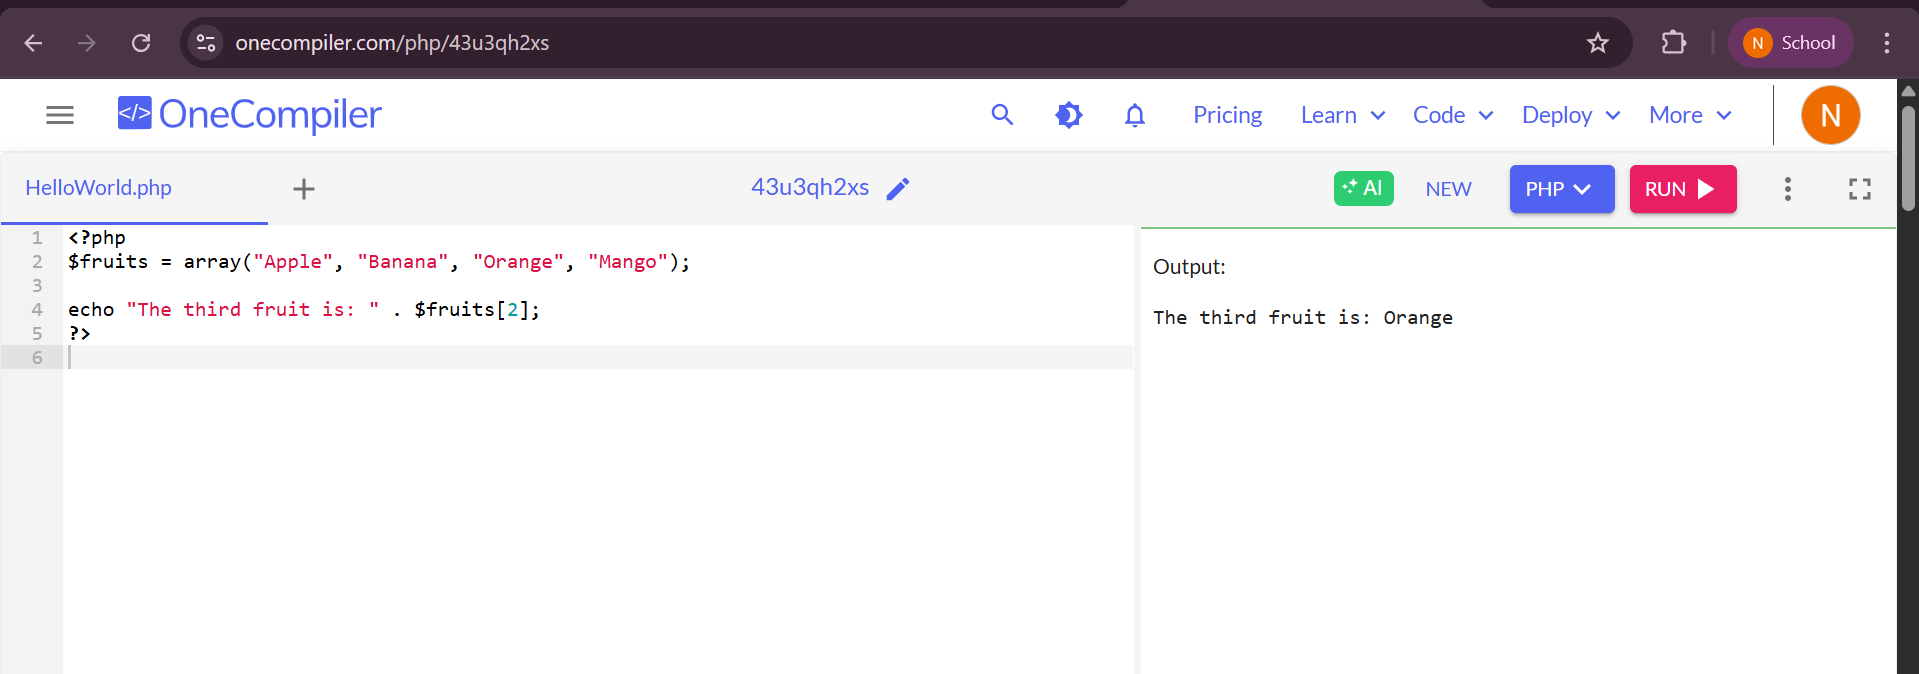 onecompiler.com/php/43u3qh2xs
N School
</> OneCompiler
Pricing Learn Code Deploy More N
HelloWorld.php + 43u3qh2xs AI NEW PHP RUN
1 <?php
2 $fruits = array("Apple", "Banana", "Orange", "Mango");
3
4 echo "The third fruit is: " . $fruits[2];
5 ?>
6
Output:
The third fruit is: Orange